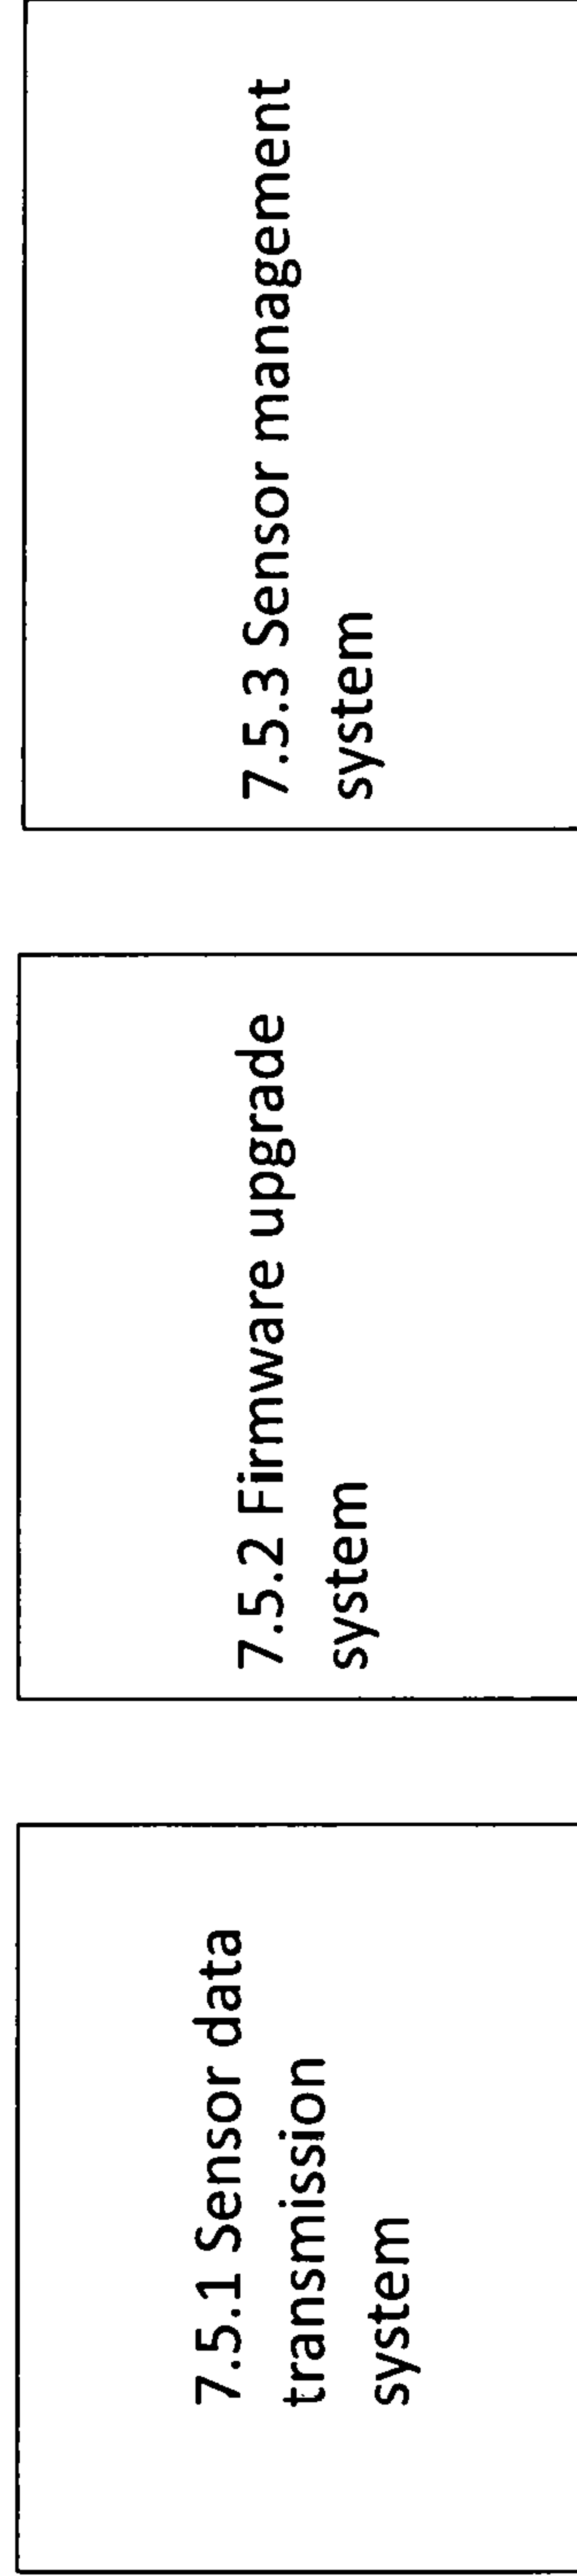 7.5.1 Sensor data
transmission
system
7.5.2 Firmware upgrade
system
7.5.3 Sensor management
system